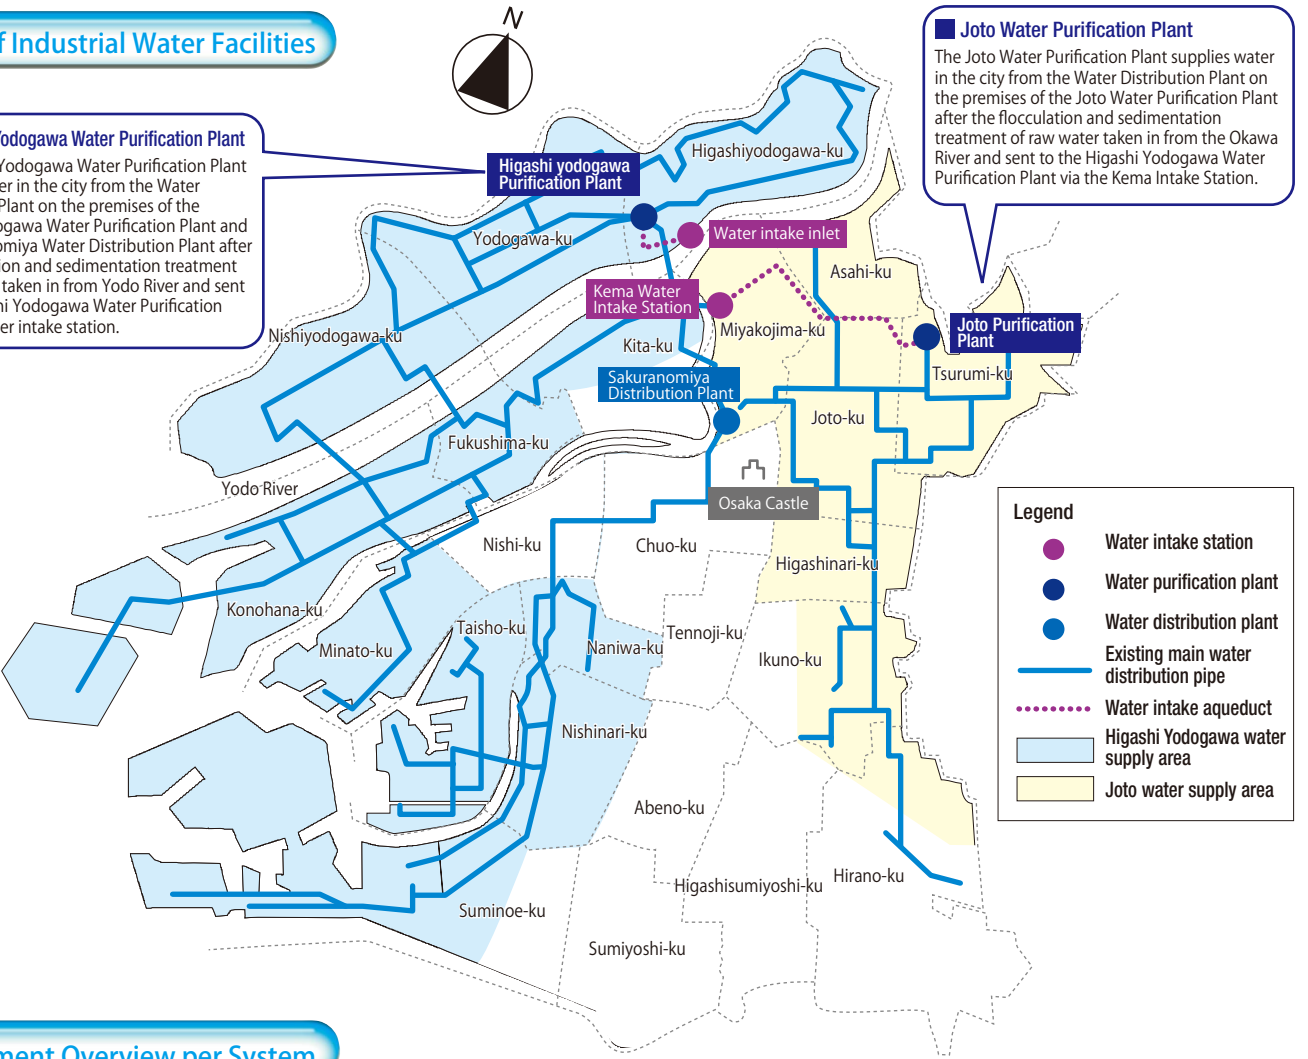 f Industrial Water Facilities
N
Joto Water Purification Plant
The Joto Water Purification Plant supplies water
in the city from the Water Distribution Plant on
the premises of the Joto Water Purification Plant
after the flocculation and sedimentation
treatment of raw water taken in from the Okawa
River and sent to the Higashi Yodogawa Water
Purification Plant via the Kema Intake Station.
Yodogawa Water Purification Plant
Yodogawa Water Purification Plant
er in the city from the Water
Plant on the premises of the
ogawa Water Purification Plant and
omiya Water Distribution Plant after
ion and sedimentation treatment
taken in from Yodo River and sent
hi Yodogawa Water Purification
er intake station.
Higashi yodogawa
Purification Plant
Higashiyodogawa-ku
Yodogawa-ku
Water intake inlet
Asahi-ku
Kema Water
Intake Station
Miyakojima-ku
Joto Purification
Plant
Nishiyodogawa-ku
Kita-ku
Tsurumi-ku
Sakuranomiya
Distribution Plant
Joto-ku
Fukushima-ku
Yodo River
Osaka Castle
Nishi-ku
Chuo-ku
Higashinari-ku
Konohana-ku
Taisho-ku
Tennoji-ku
Minato-ku
Naniwa-ku
Ikuno-ku
Nishinari-ku
Abeno-ku
Higashisumiyoshi-ku
Hirano-ku
Suminoe-ku
Sumiyoshi-ku
Legend
Water intake station
Water purification plant
Water distribution plant
Existing main water
distribution pipe
Water intake aqueduct
Higashi Yodogawa water
supply area
Joto water supply area
ment Overview per System